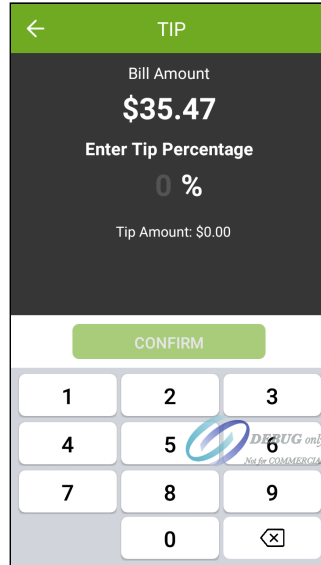 TIP
Bill Amount
$35.47
Enter Tip Percentage
0 %
Tip Amount: $0.00
CONFIRM
1 2 3
4 5 6
DEBUG only
Not for COMMERCIA
7 8 9
0